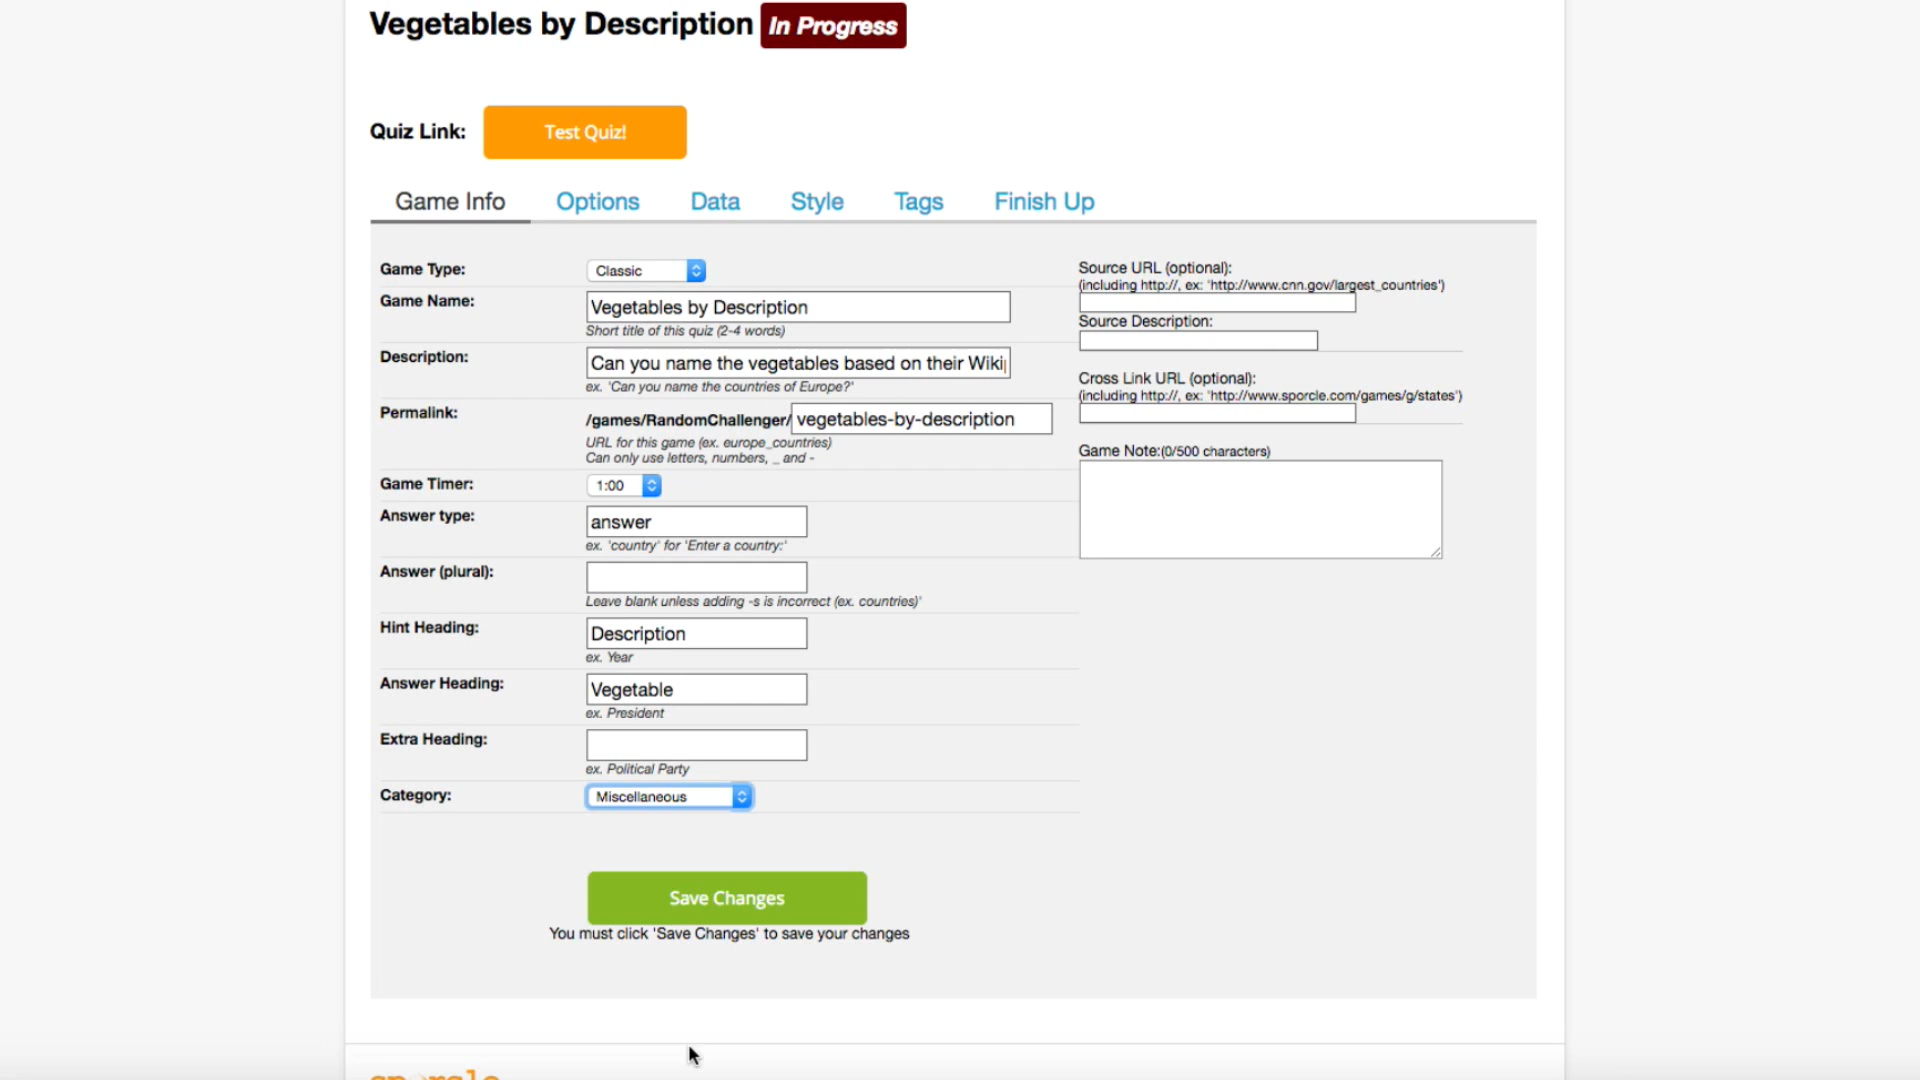 Vegetables by Description In Progress
Quiz Link: Test Quiz!
Game Info Options Data Style Tags Finish Up
Game Type: Classic
Game Name: Vegetables by Description
Short title of this quiz (2-4 words)
Description: Can you name the vegetables based on their Wiki
ex. 'Can you name the countries of Europe?'
Permalink: /games/RandomChallenger/ vegetables-by-description
URL for this game (ex. europe_countries)
Can only use letters, numbers, _ and -
Game Timer: 1:00
Answer type: answer
ex. 'country' for 'Enter a country:'
Answer (plural):
Leave blank unless adding -s is incorrect (ex. countries)'
Hint Heading: Description
ex. Year
Answer Heading: Vegetable
ex. President
Extra Heading:
ex. Political Party
Category: Miscellaneous
Source URL (optional):
(including http://, ex: 'http://www.cnn.gov/largest_countries')
Source Description:
Cross Link URL (optional):
(including http://, ex: 'http://www.sporcle.com/games/g/states')
Game Note:(0/500 characters)
Save Changes
You must click 'Save Changes' to save your changes